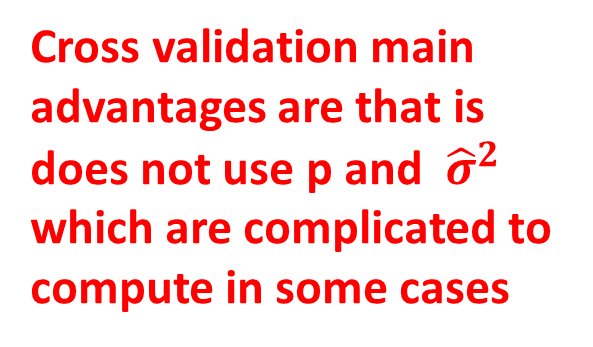 Cross validation main
advantages are that is
does not use p and σ̂²
which are complicated to
compute in some cases